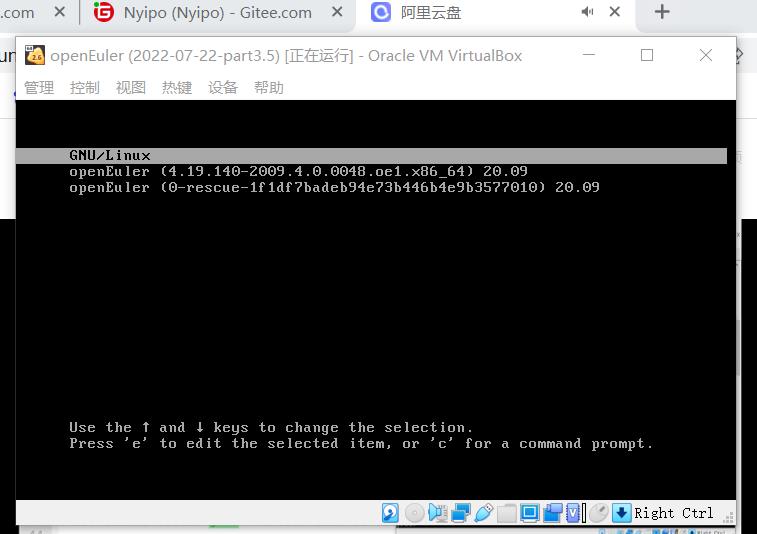 .com
Nyipo (Nyipo) - Gitee.com
阿里云盘
openEuler (2022-07-22-part3.5) [正在运行] - Oracle VM VirtualBox
管理 控制 视图 热键 设备 帮助
GNU/Linux
openEuler (4.19.140-2009.4.0.0048.oe1.x86_64) 20.09
openEuler (0-rescue-1f1df7badeb94e73b446b4e9b3577010) 20.09
Use the ↑ and ↓ keys to change the selection.
Press 'e' to edit the selected item, or 'c' for a command prompt.
Right Ctrl